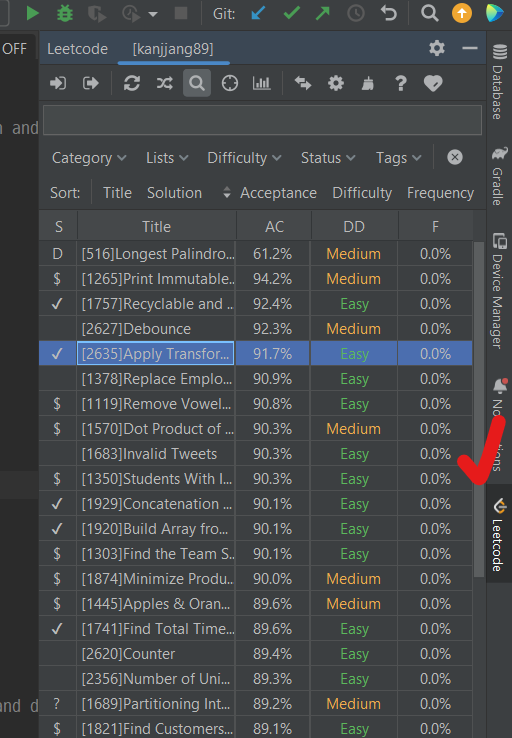 Git:
OFF
Leetcode [kanjjang89]
n and
Category Lists Difficulty Status Tags
Sort: Title Solution Acceptance Difficulty Frequency
S Title AC DD F
D [516]Longest Palindro... 61.2% Medium 0.0%
$ [1265]Print Immutable... 94.2% Medium 0.0%
✓ [1757]Recyclable and ... 92.4% Easy 0.0%
[2627]Debounce 92.3% Medium 0.0%
✓ [2635]Apply Transfor... 91.7% Easy 0.0%
[1378]Replace Emplo... 90.9% Easy 0.0%
$ [1119]Remove Vowel... 90.8% Easy 0.0%
$ [1570]Dot Product of ... 90.3% Medium 0.0%
[1683]Invalid Tweets 90.3% Easy 0.0%
$ [1350]Students With I... 90.3% Easy 0.0%
✓ [1929]Concatenation ... 90.1% Easy 0.0%
✓ [1920]Build Array fro... 90.1% Easy 0.0%
$ [1303]Find the Team S... 90.1% Easy 0.0%
$ [1874]Minimize Produ... 90.0% Medium 0.0%
$ [1445]Apples & Oran... 89.6% Medium 0.0%
✓ [1741]Find Total Time... 89.6% Easy 0.0%
[2620]Counter 89.4% Easy 0.0%
[2356]Number of Uni... 89.3% Easy 0.0%
? [1689]Partitioning Int... 89.2% Medium 0.0%
$ [1821]Find Customers... 89.1% Easy 0.0%
and d
Database
Gradle
Device Manager
Leetcode